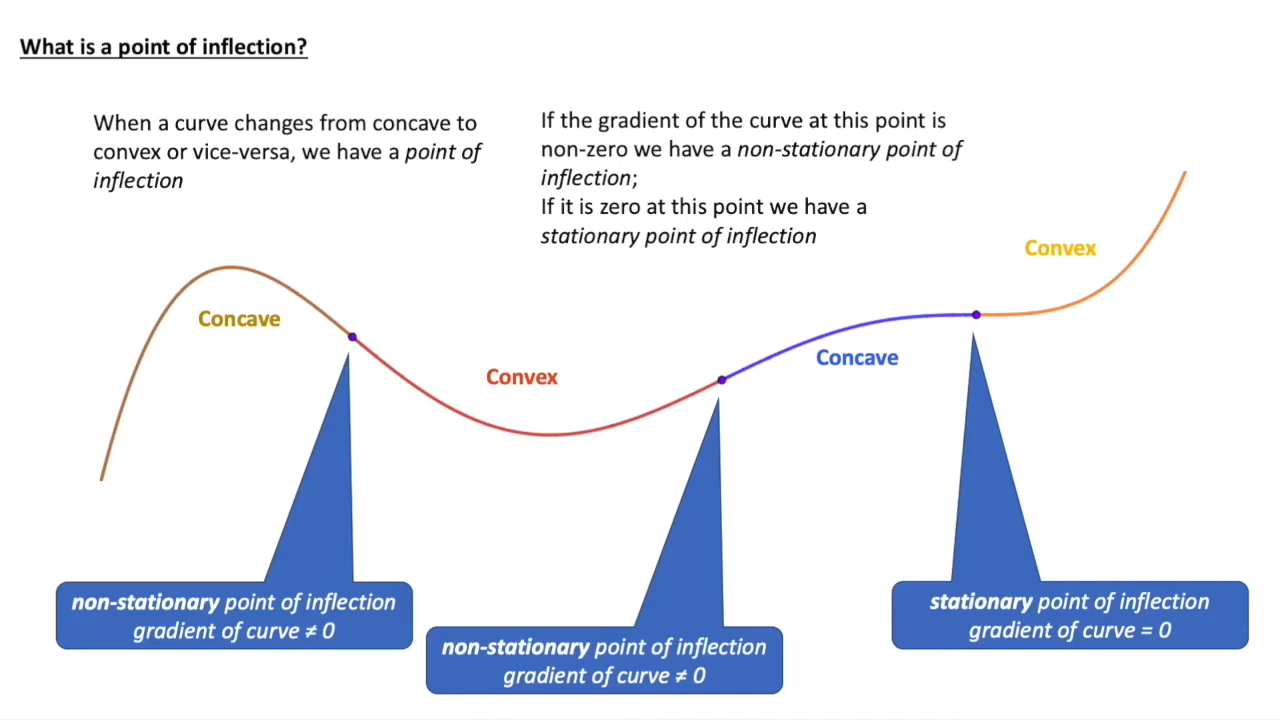 What is a point of inflection?
When a curve changes from concave to
convex or vice-versa, we have a point of
inflection
If the gradient of the curve at this point is
non-zero we have a non-stationary point of
inflection;
If it is zero at this point we have a
stationary point of inflection
Convex
Concave
Convex
Concave
non-stationary point of inflection
gradient of curve ≠ 0
non-stationary point of inflection
gradient of curve ≠ 0
stationary point of inflection
gradient of curve = 0